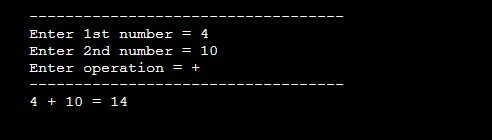 -----------------------------------
Enter 1st number = 4
Enter 2nd number = 10
Enter operation = +
-----------------------------------
4 + 10 = 14